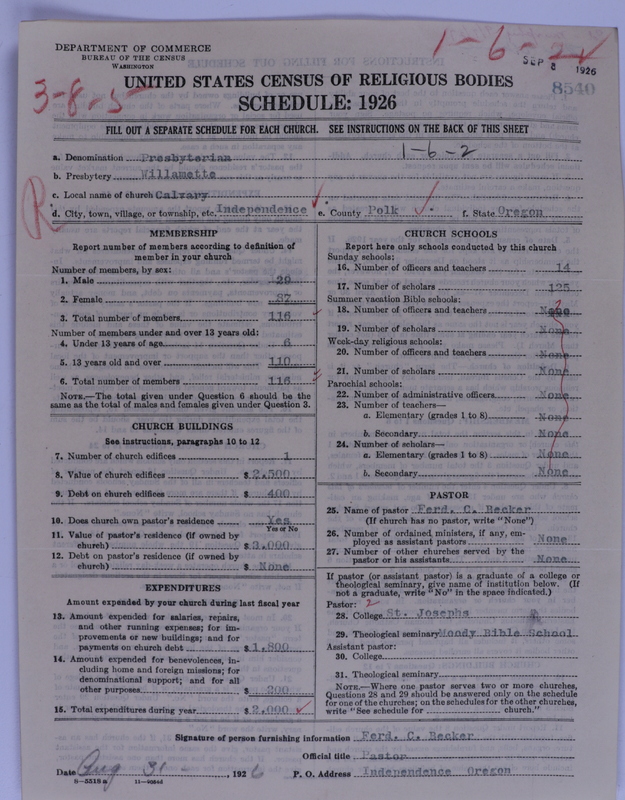 DEPARTMENT OF COMMERCE
BUREAU OF THE CENSUS
WASHINGTON
1-6-2
SEP 8 1926
8540
UNITED STATES CENSUS OF RELIGIOUS BODIES
3-8-5
SCHEDULE: 1926
FILL OUT A SEPARATE SCHEDULE FOR EACH CHURCH. SEE INSTRUCTIONS ON THE BACK OF THIS SHEET
1-6-2
a. Denomination Presbyterian
b. Presbytery Willamette
c. Local name of church Calvary
R
d. City, town, village, or township, etc. Independence e. County Polk f. State Oregon
MEMBERSHIP
Report number of members according to definition of
member in your church
Number of members, by sex:
1. Male 29
2. Female 87
3. Total number of members 116
Number of members under and over 13 years old:
4. Under 13 years of age 6
5. 13 years old and over 110
6. Total number of members 116
NOTE.—The total given under Question 6 should be the
same as the total of males and females given under Question 3.
CHURCH BUILDINGS
See instructions, paragraphs 10 to 12
7. Number of church edifices 1
8. Value of church edifices $ 2,500
9. Debt on church edifices $ 400
10. Does church own pastor's residence Yes
Yes or No
11. Value of pastor's residence (if owned by
church) $ 3,000
12. Debt on pastor's residence (if owned by
church) $ None
EXPENDITURES
Amount expended by your church during last fiscal year
13. Amount expended for salaries, repairs,
and other running expenses; for im-
provements or new buildings; and for
payments on church debt $ 1,800
14. Amount expended for benevolences, in-
cluding home and foreign missions; for
denominational support; and for all
other purposes $ 200
15. Total expenditures during year $ 2,000
CHURCH SCHOOLS
Report here only schools conducted by this church
Sunday schools:
16. Number of officers and teachers 14
17. Number of scholars 125
Summer vacation Bible schools:
18. Number of officers and teachers None
19. Number of scholars None
Week-day religious schools:
20. Number of officers and teachers None
21. Number of scholars None
Parochial schools:
22. Number of administrative officers None
23. Number of teachers—
a. Elementary (grades 1 to 8) None
b. Secondary None
24. Number of scholars—
a. Elementary (grades 1 to 8) None
b. Secondary None
PASTOR
25. Name of pastor Ferd. C. Recker
(If church has no pastor, write "None")
26. Number of ordained ministers, if any, em-
ployed as assistant pastors None
27. Number of other churches served by the
pastor or his assistants None
If pastor (or assistant pastor) is a graduate of a college or
theological seminary, give name of institution below. (If
not a graduate, write "No" in the space indicated.)
Pastor: 2
28. College St. Josephs
29. Theological seminary Moody Bible School
Assistant pastor:
30. College
31. Theological seminary
NOTE.—Where one pastor serves two or more churches,
Questions 28 and 29 should be answered only on the schedule
for one of the churches; on the schedules for the other churches,
write "See schedule for church."
Signature of person furnishing information Ferd. C. Recker
Official title Pastor
Date Aug 31 , 1926 P. O. Address Independence Oregon
8—5518a